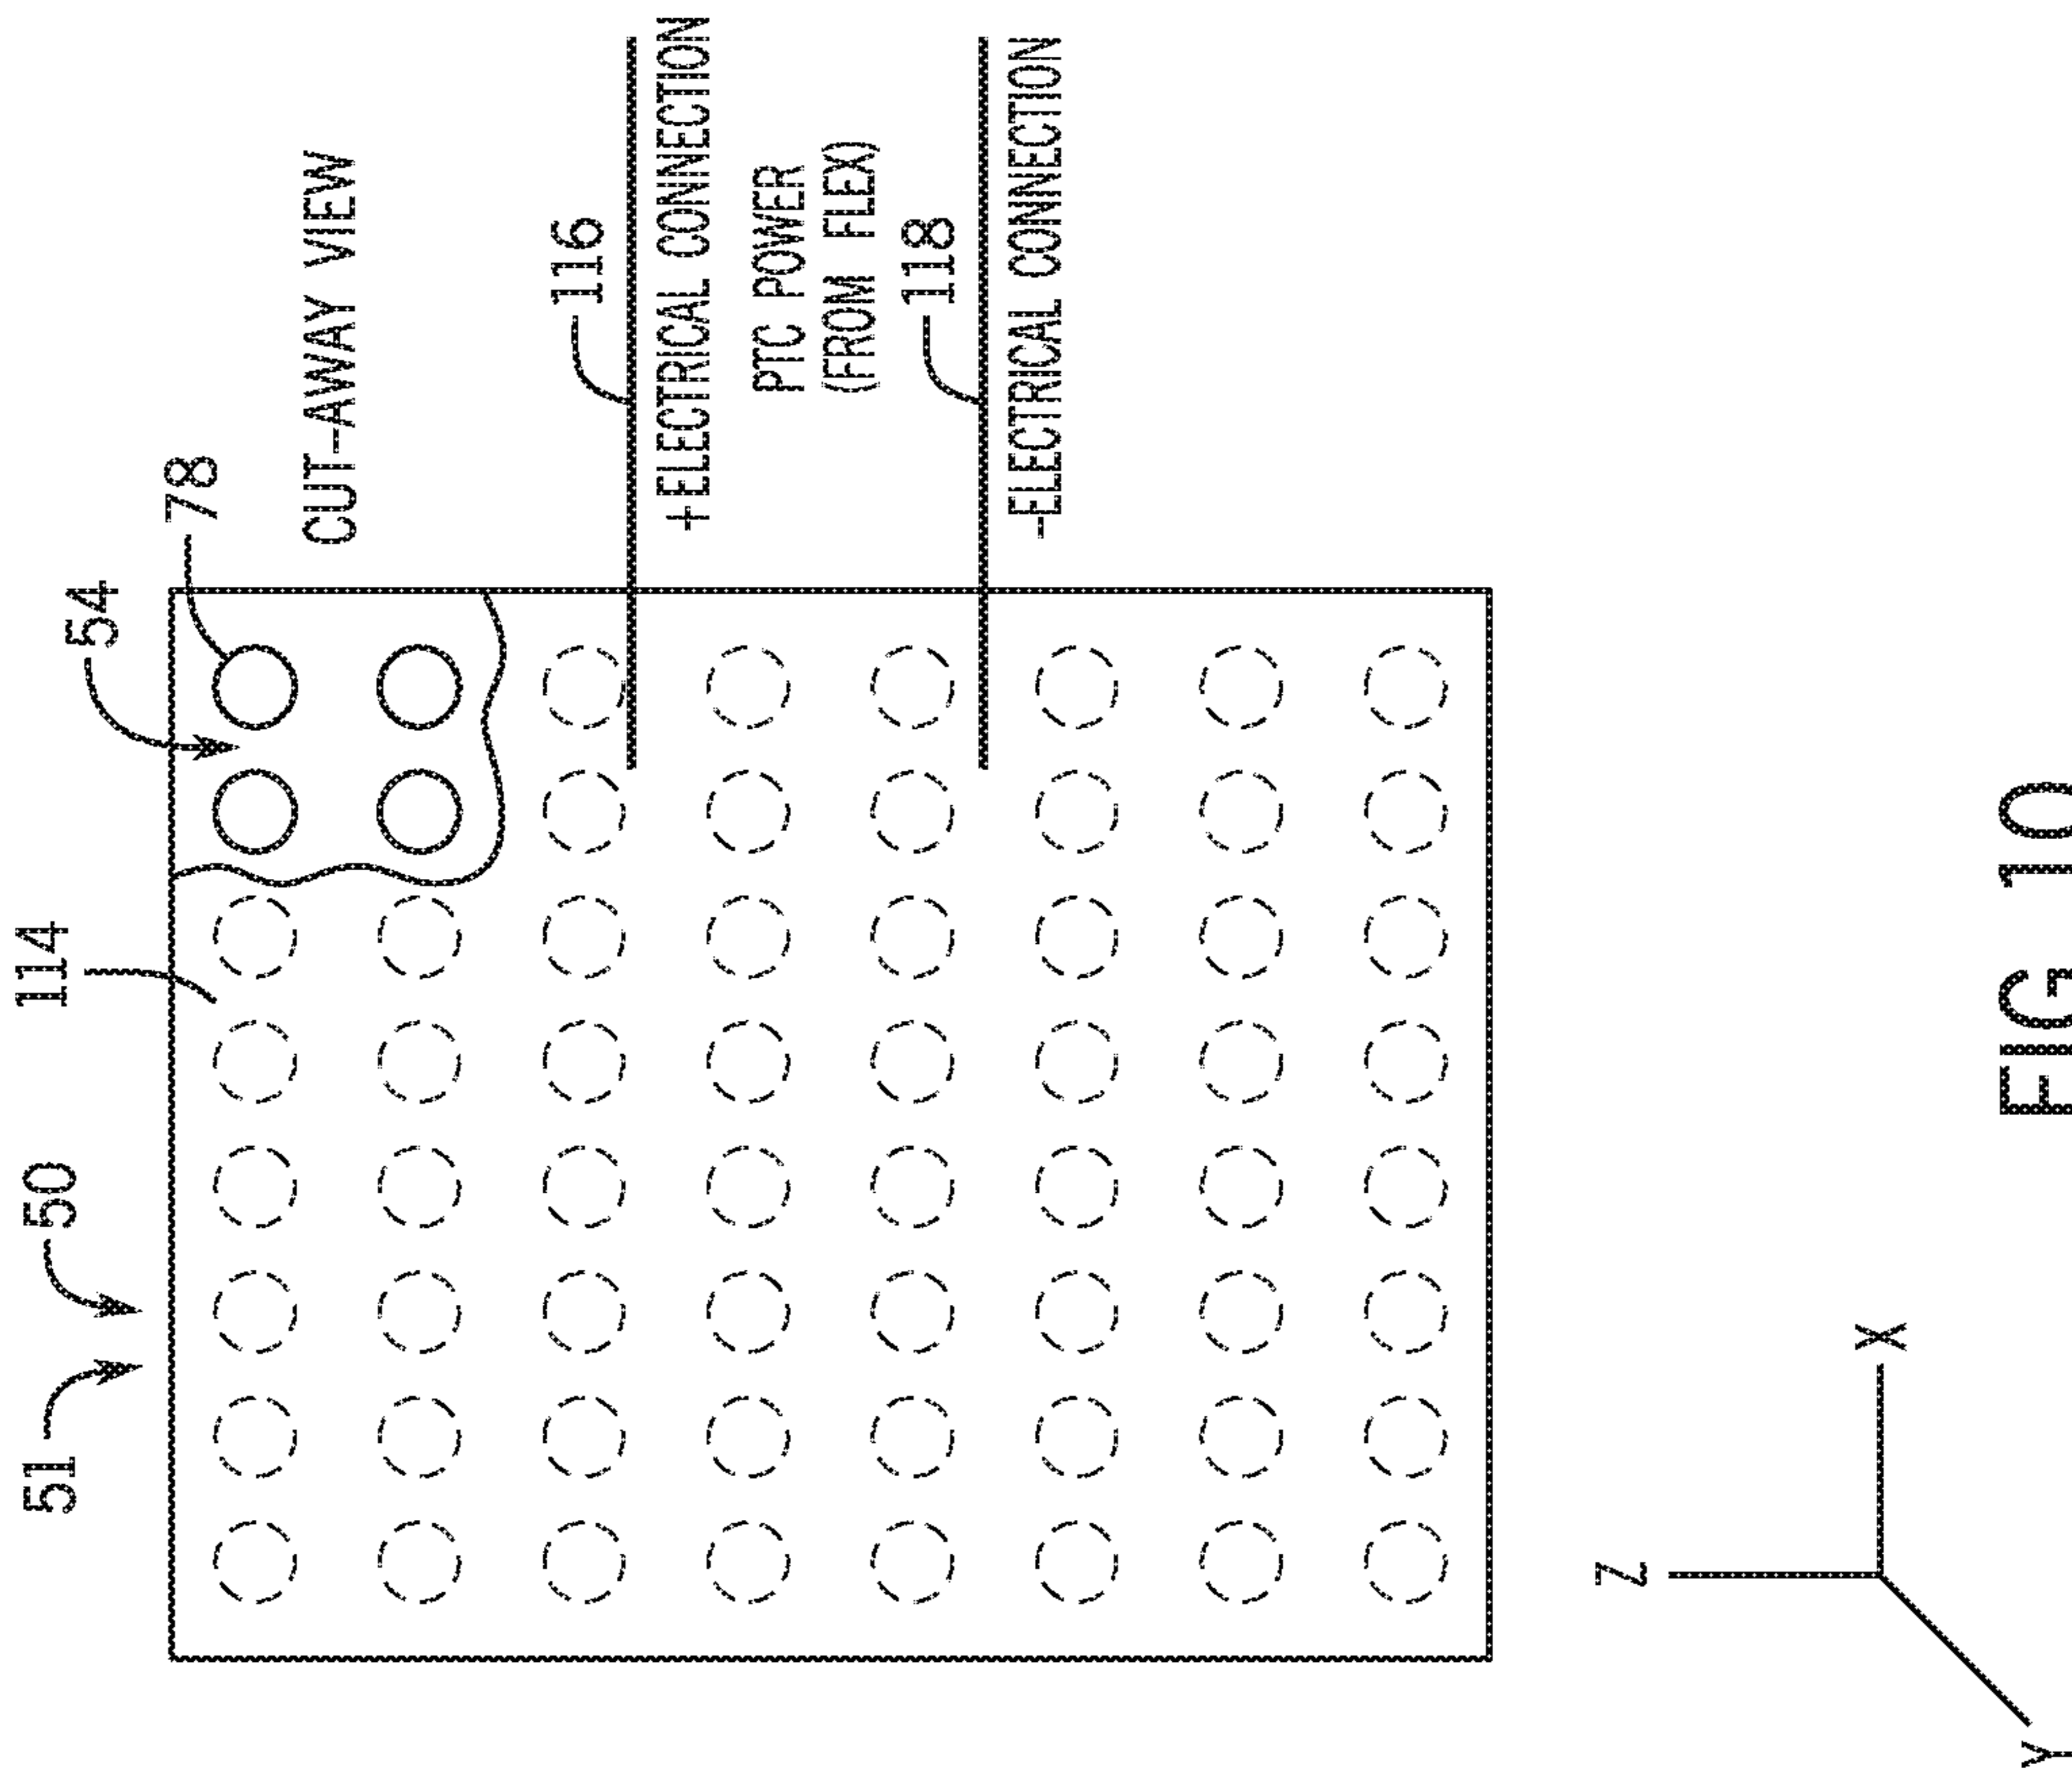 51
50
114
54
78
CUT-AWAY VIEW
116
+ELECTRICAL CONNECTION
PTC POWER
(FROM FLEX)
118
-ELECTRICAL CONNECTION
Z
X
Y
FIG 10